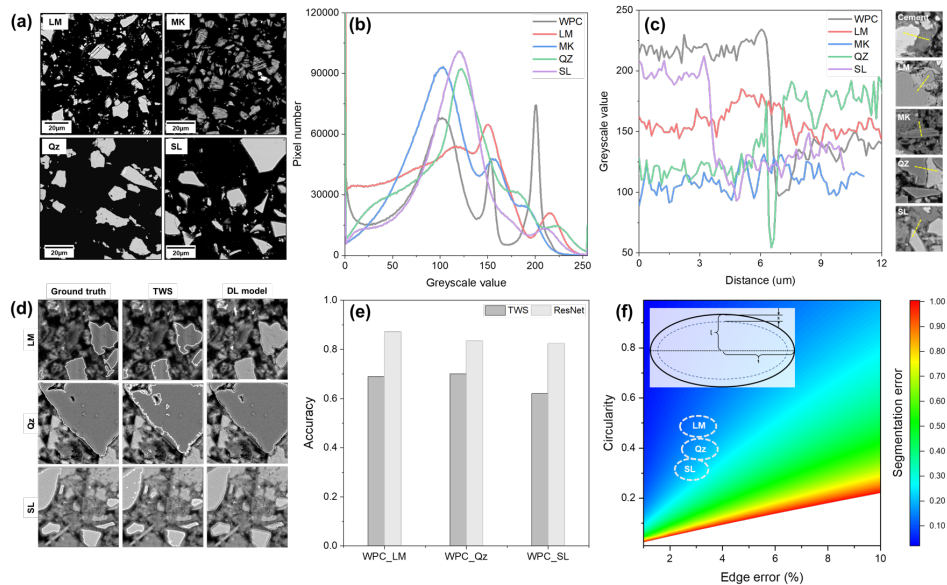 (a)
LM
MK
20µm
20µm
Qz
SL
20µm
20µm
(b)
Pixel number
120000
90000
60000
30000
0
0
50
100
150
200
250
Greyscale value
WPC
LM
MK
QZ
SL
(c)
Greyscale value
250
200
150
100
50
0
3
6
9
12
Distance (um)
WPC
LM
MK
QZ
SL
Cement
LM
MK
QZ
SL
(d)
Ground truth
TWS
DL model
LM
Qz
SL
(e)
Accuracy
1.0
0.8
0.6
0.4
0.2
0.0
WPC_LM
WPC_Qz
WPC_SL
TWS
ResNet
(f)
Circularity
0.8
0.6
0.4
0.2
2
4
6
8
10
Edge error (%)
LM
Qz
SL
Segmentation error
1.00
0.90
0.80
0.70
0.60
0.50
0.40
0.30
0.20
0.10